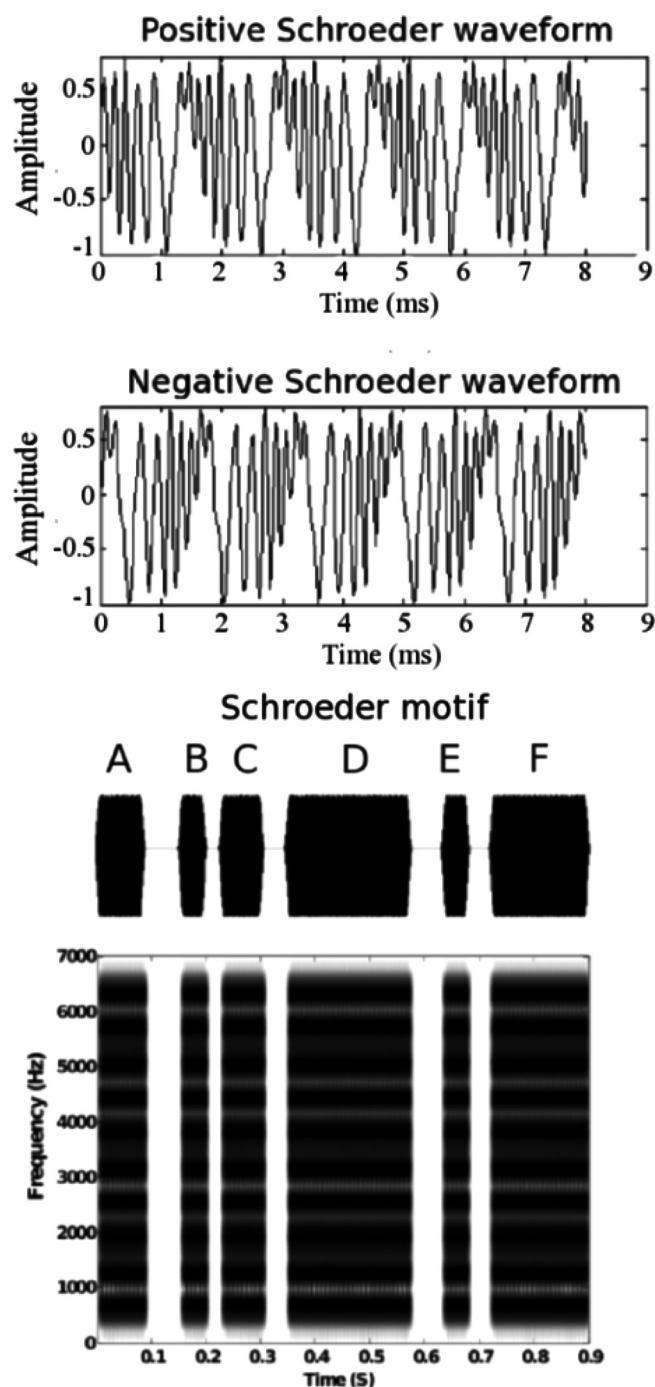 Positive Schroeder waveform
Amplitude
0.5
0
-0.5
-1
0 1 2 3 4 5 6 7 8 9
Time (ms)
Negative Schroeder waveform
Amplitude
0.5
0
-0.5
-1
0 1 2 3 4 5 6 7 8 9
Time (ms)
Schroeder motif
A B C D E F
Frequency (Hz)
7000
6000
5000
4000
3000
2000
1000
0
0.1 0.2 0.3 0.4 0.5 0.6 0.7 0.8 0.9
Time (S)